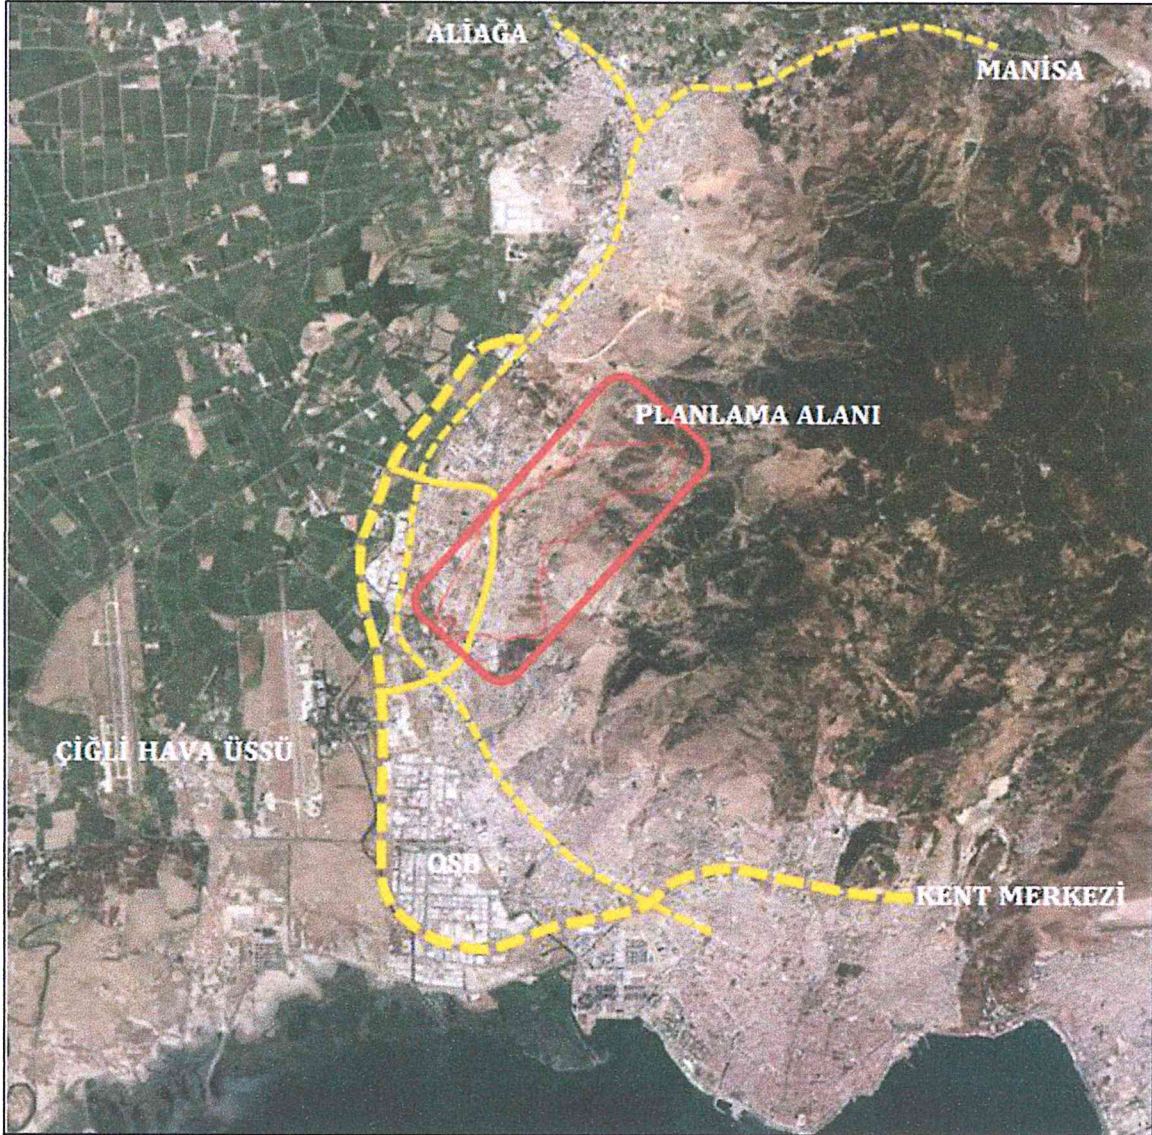 ALİAĞA
MANİSA
PLANLAMA ALANI
ÇİĞLİ HAVA ÜSSÜ
OSB
KENT MERKEZİ